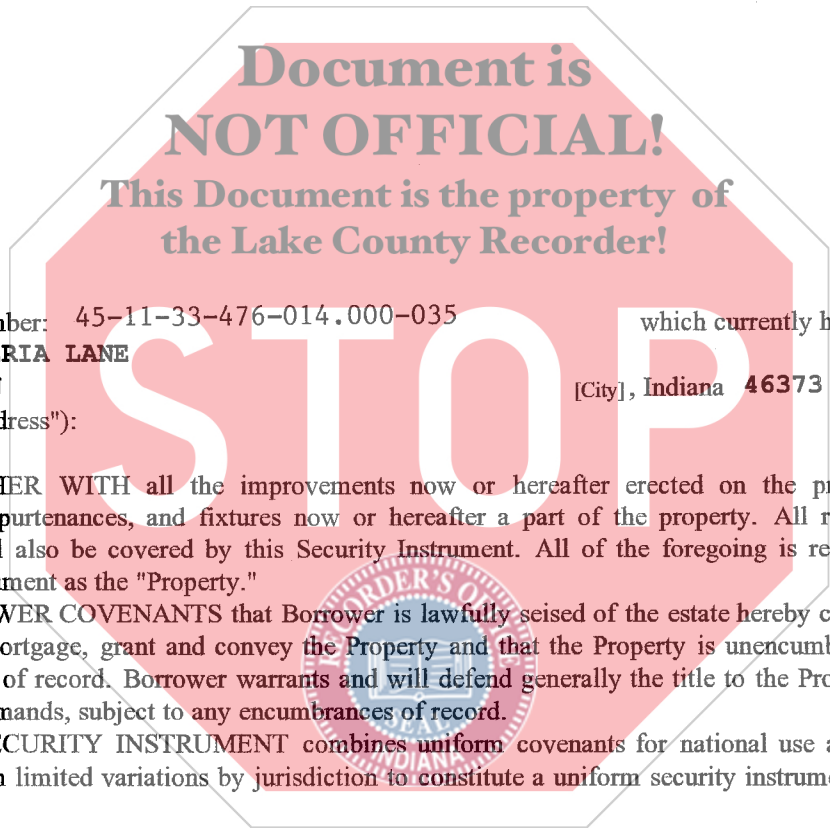 Document is
NOT OFFICIAL!
This Document is the property of
the Lake County Recorder!
STOP
nber: 45-11-33-476-014.000-035 which currently h
RIA LANE
[City], Indiana 46373
dress"):
HER WITH all the improvements now or hereafter erected on the pr
purtenances, and fixtures now or hereafter a part of the property. All r
l also be covered by this Security Instrument. All of the foregoing is re
ment as the "Property."
WER COVENANTS that Borrower is lawfully seised of the estate hereby c
ortgage, grant and convey the Property and that the Property is unencumb
of record. Borrower warrants and will defend generally the title to the Pro
mands, subject to any encumbrances of record.
CURITY INSTRUMENT combines uniform covenants for national use a
n limited variations by jurisdiction to constitute a uniform security instrume
RECORDER'S OFFICE
SEAL
INDIANA